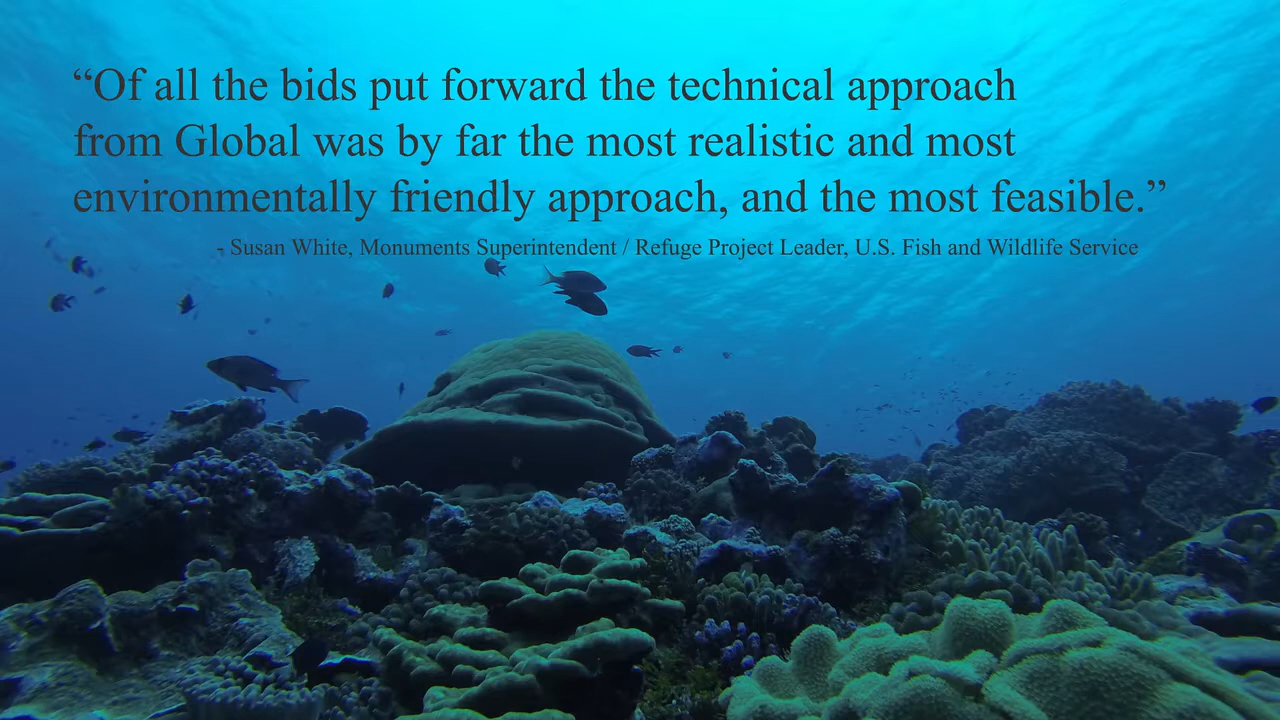 “Of all the bids put forward the technical approach
from Global was by far the most realistic and most
environmentally friendly approach, and the most feasible.”
- Susan White, Monuments Superintendent / Refuge Project Leader, U.S. Fish and Wildlife Service